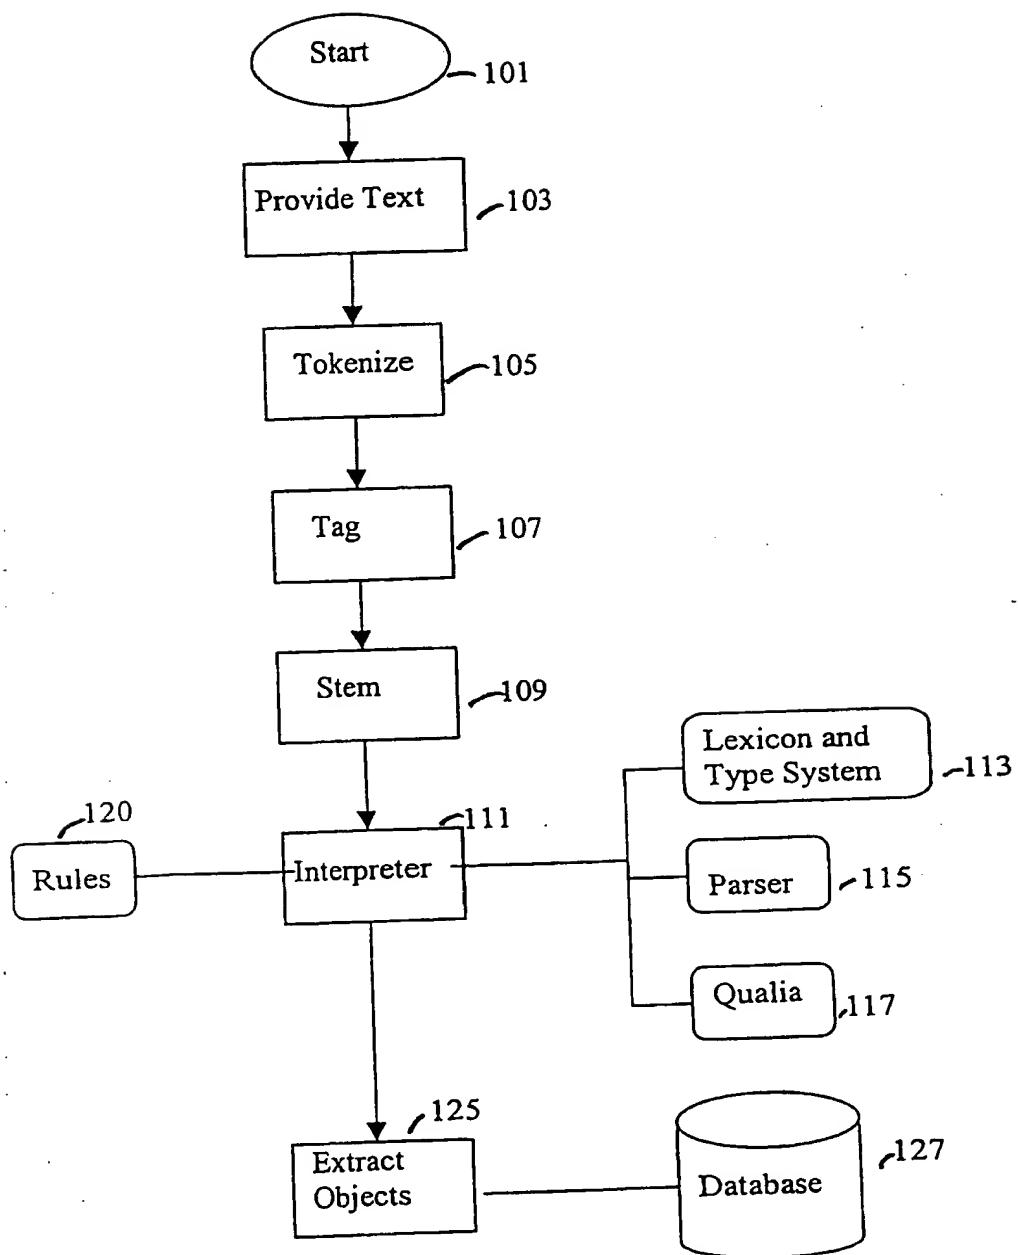 Start
101
Provide Text
103
Tokenize
105
Tag
107
Stem
109
Lexicon and
Type System
113
120
111
Rules
Interpreter
Parser
115
Qualia
117
125
Extract
Objects
Database
127